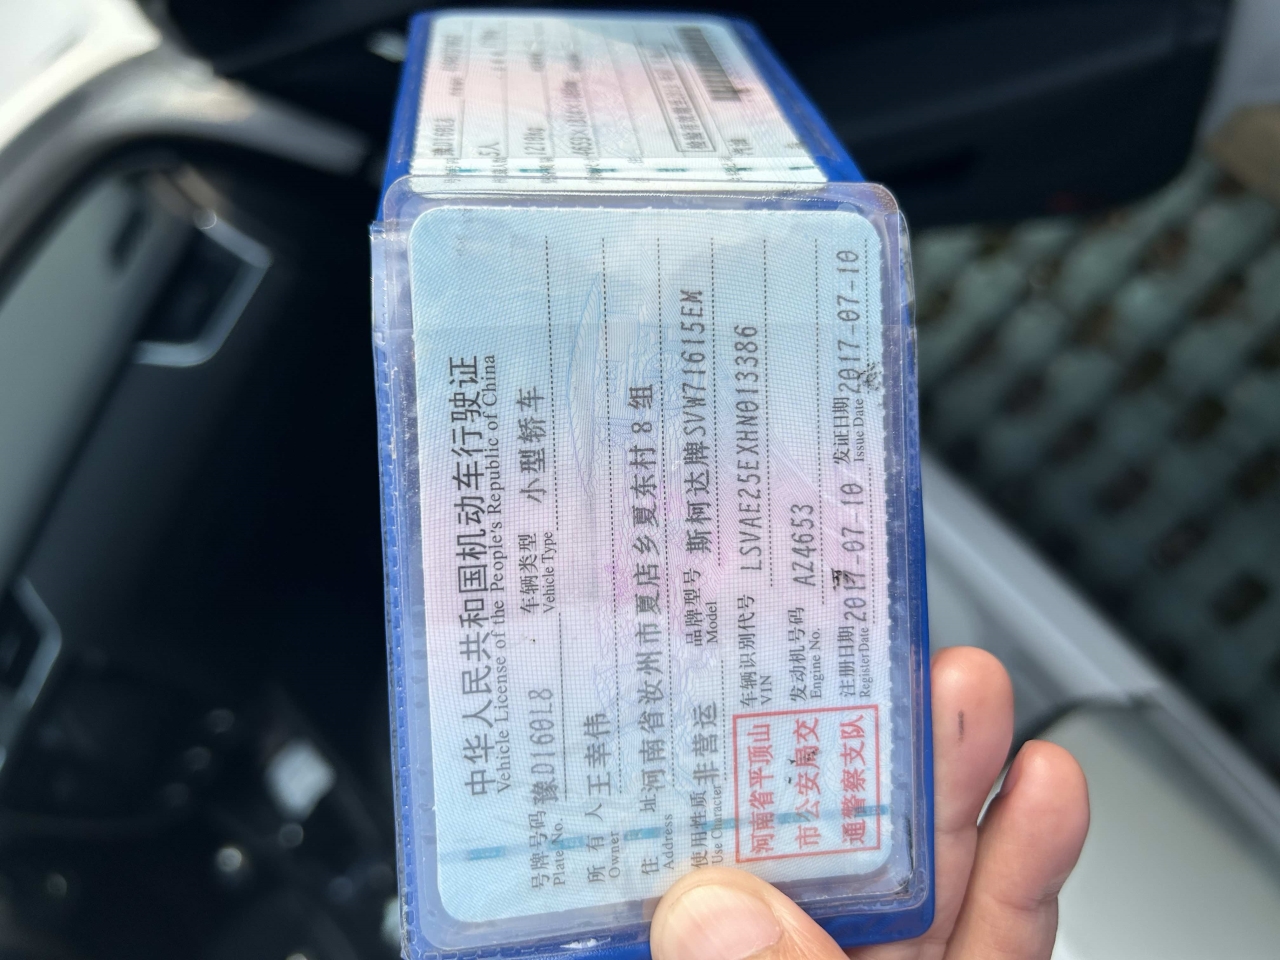 中华人民共和国机动车行驶证
Vehicle License of the People's Republic of China
号牌号码 豫D160L8 车辆类型 小型轿车
Plate No. Vehicle Type
所有人 王幸伟
Owner
住址 河南省汝州市夏店乡夏东村8组
Address
使用性质 非营运 品牌型号 斯柯达牌SVW71615EM
Use Character Model
河南省平顶山
市公安局交
通警察支队
车辆识别代号 LSVAE25EXHN013386
VIN
发动机号码 AZ4653
Engine No.
注册日期 2017-07-10 发证日期 2017-07-10
Register Date Issue Date
5人